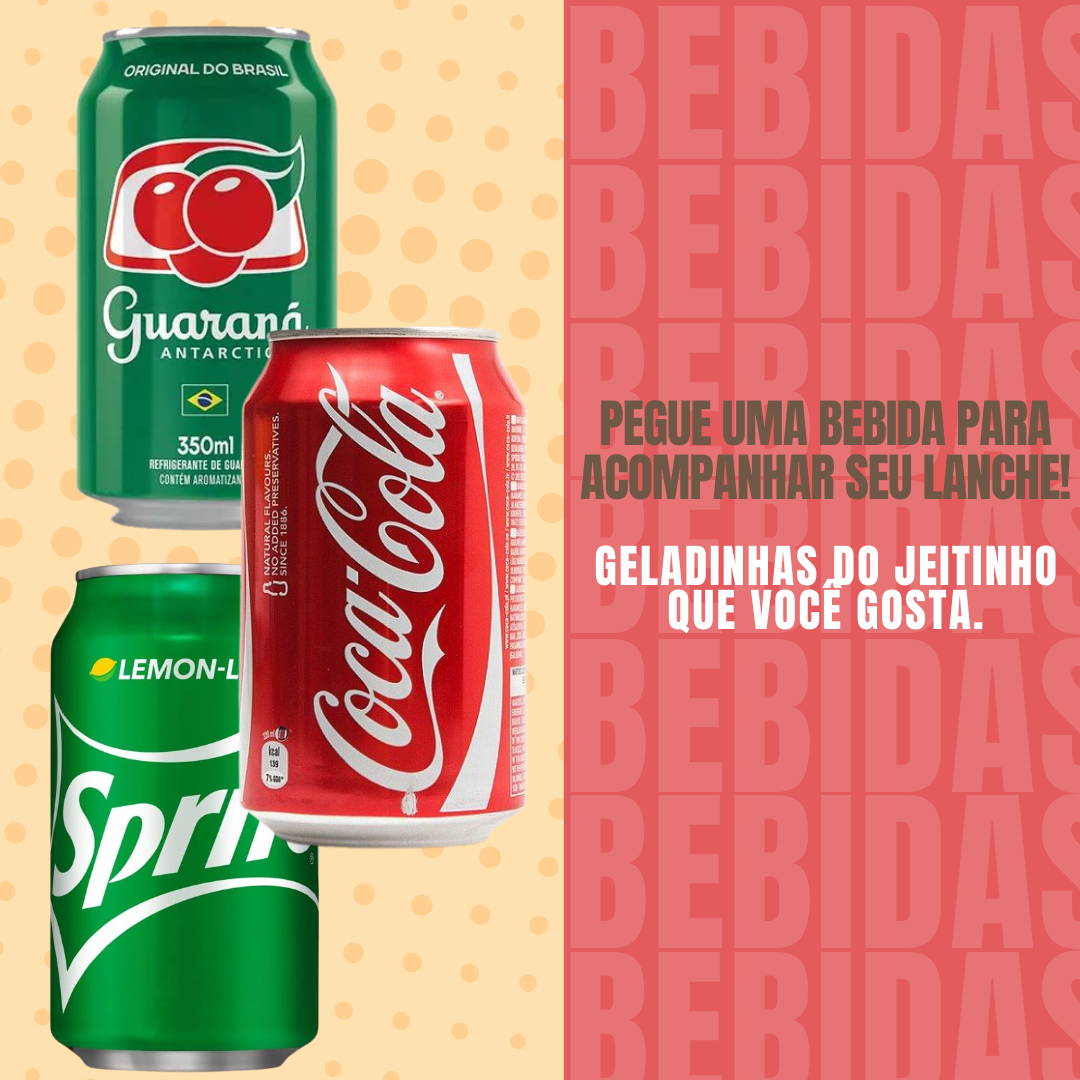 ORIGINAL DO BRASIL
Guaraná
ANTARCTIC
350ml
REFRIGERANTE DE GUA
CONTÉM AROMATIZAN
NATURAL FLAVOURS.
NO ADDED PRESERVATIVES.
SINCE 1886.
Coca-Cola
kcal
139
7%
LEMON-L
Sprit
BEBIDAS
BEBIDAS
BEBIDAS
PEGUE UMA BEBIDA PARA
ACOMPANHAR SEU LANCHE!
BEBIDAS
GELADINHAS DO JEITINHO
QUE VOCÊ GOSTA.
BEBIDAS
BEBIDAS
BEBIDAS